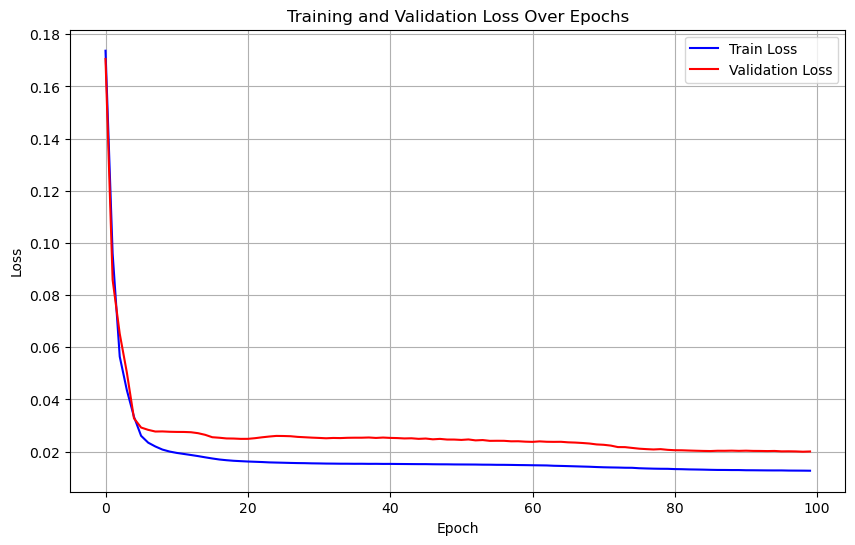 Training and Validation Loss Over Epochs
Train Loss
Validation Loss
0.18
0.16
0.14
0.12
0.10
0.08
0.06
0.04
0.02
Loss
0 20 40 60 80 100
Epoch